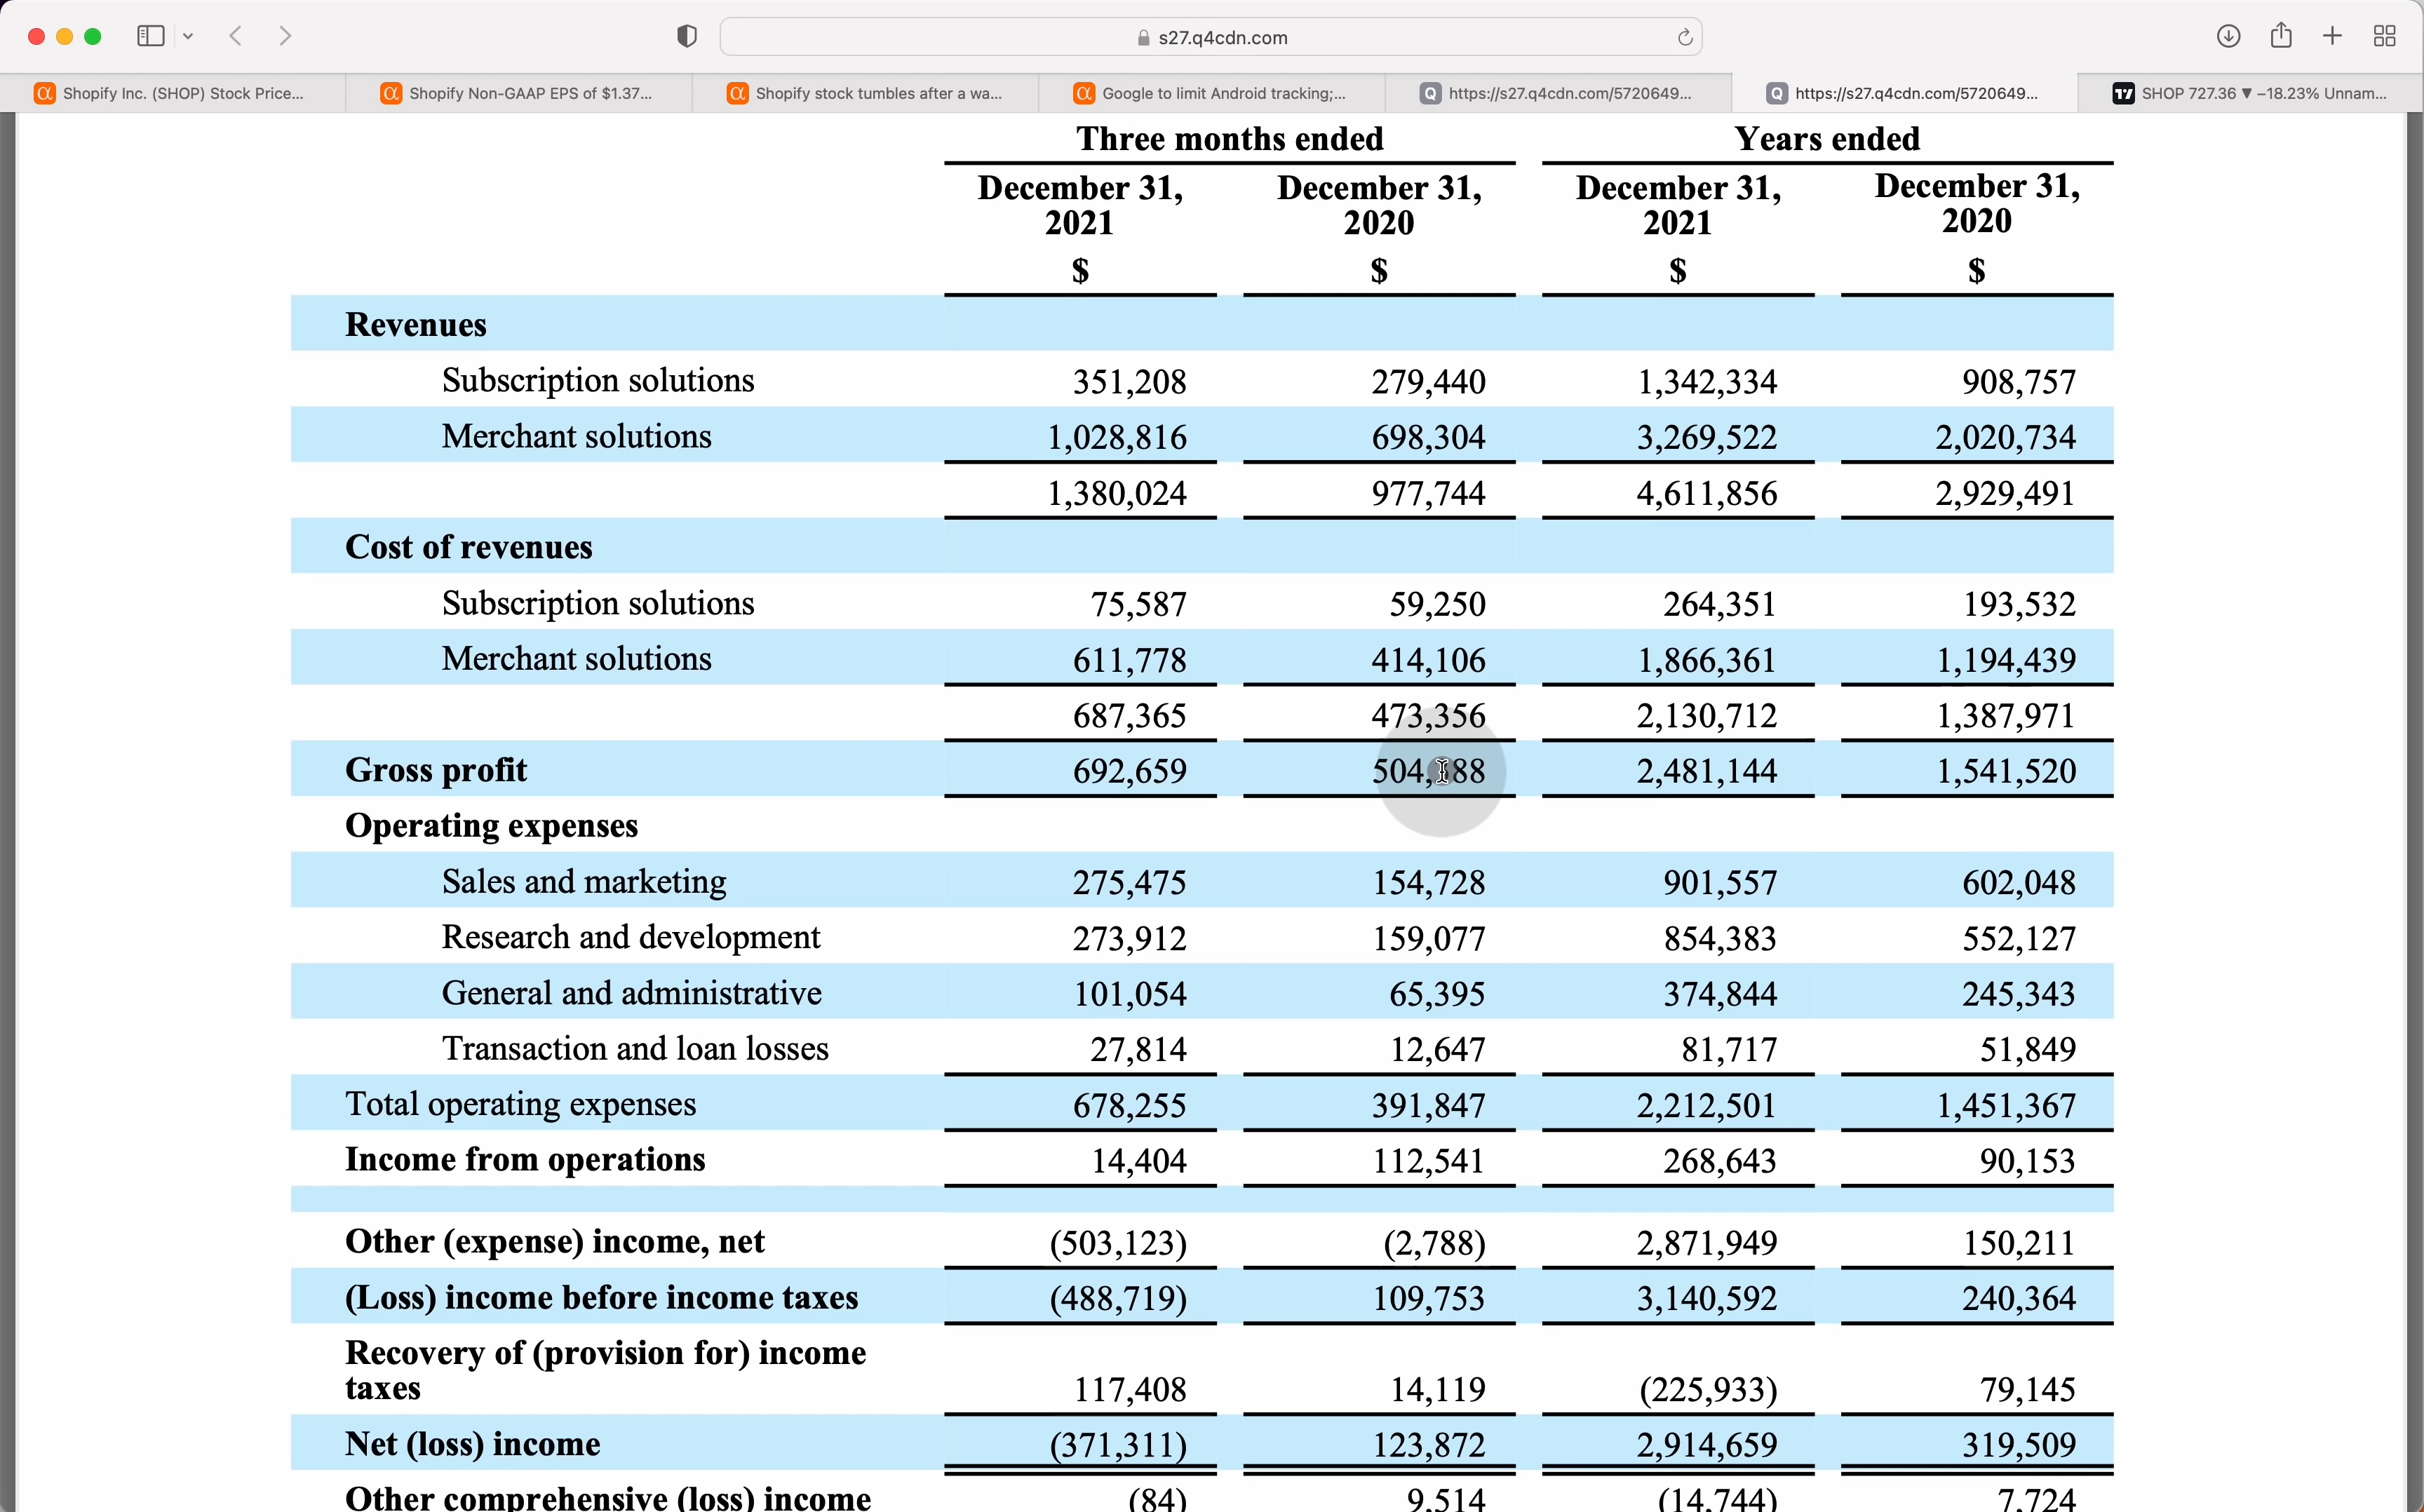 s27.q4cdn.com
Shopify Inc. (SHOP) Stock Price...
Shopify Non-GAAP EPS of $1.37...
Shopify stock tumbles after a wa...
Google to limit Android tracking;...
https://s27.q4cdn.com/5720649...
https://s27.q4cdn.com/5720649...
SHOP 727.36 ▼ −18.23% Unnam...
Three months ended Years ended
December 31, December 31, December 31, December 31,
2021 2020 2021 2020
$ $ $ $
Revenues
Subscription solutions 351,208 279,440 1,342,334 908,757
Merchant solutions 1,028,816 698,304 3,269,522 2,020,734
1,380,024 977,744 4,611,856 2,929,491
Cost of revenues
Subscription solutions 75,587 59,250 264,351 193,532
Merchant solutions 611,778 414,106 1,866,361 1,194,439
687,365 473,356 2,130,712 1,387,971
Gross profit 692,659 2,481,144 1,541,520
Operating expenses
Sales and marketing 275,475 154,728 901,557 602,048
Research and development 273,912 159,077 854,383 552,127
General and administrative 101,054 65,395 374,844 245,343
Transaction and loan losses 27,814 12,647 81,717 51,849
Total operating expenses 678,255 391,847 2,212,501 1,451,367
Income from operations 14,404 112,541 268,643 90,153
Other (expense) income, net (503,123) (2,788) 2,871,949 150,211
(Loss) income before income taxes (488,719) 109,753 3,140,592 240,364
Recovery of (provision for) income
taxes 117,408 14,119 (225,933) 79,145
Net (loss) income (371,311) 123,872 2,914,659 319,509
Other comprehensive (loss) income (84) 9,514 (14,744) 7,724